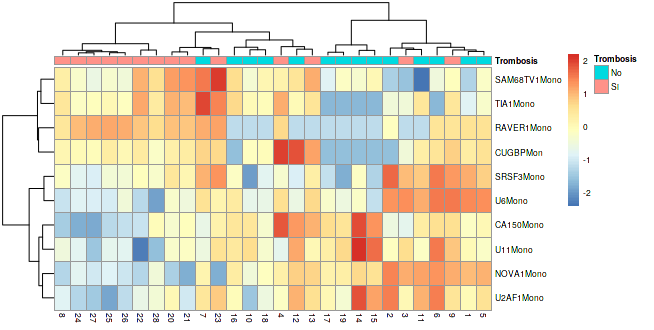 Trombosis
SAM68TV1Mono
TIA1Mono
RAVER1Mono
CUGBPMon
SRSF3Mono
U6Mono
CA150Mono
U11Mono
NOVA1Mono
U2AF1Mono
8 24 27 25 26 22 28 20 21 7 23 16 10 18 4 12 13 17 19 14 15 2 3 11 6 9 1 5
2
1
0
-1
-2
Trombosis
No
SI